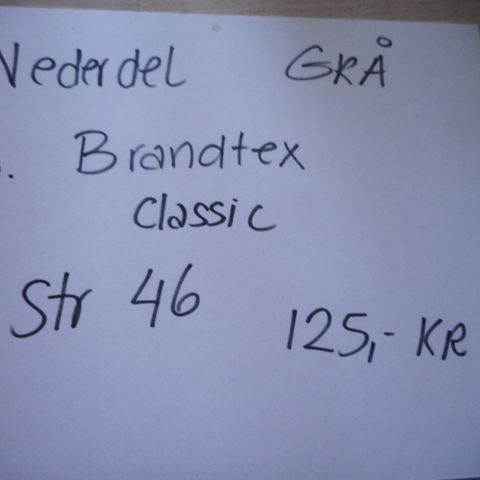 Nederdel GRÅ
. Brandtex
Classic
Str 46
125,- KR